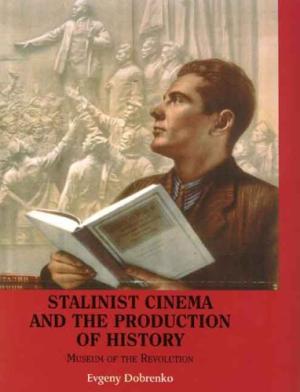 STALINIST CINEMA
AND THE PRODUCTION
OF HISTORY
MUSEUM OF THE REVOLUTION
Evgeny Dobrenko